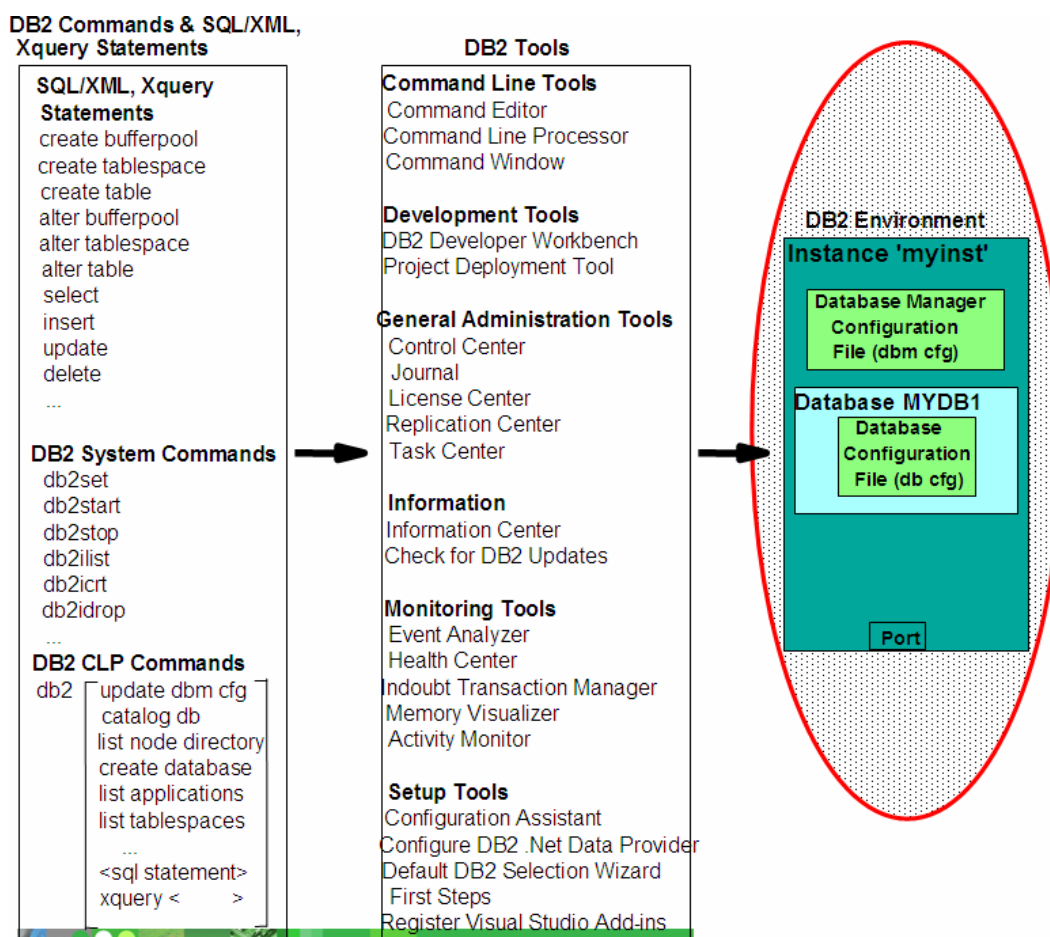 DB2 Commands & SQL/XML,
Xquery Statements
SQL/XML, Xquery
Statements
create bufferpool
create tablespace
create table
alter bufferpool
alter tablespace
alter table
select
insert
update
delete
...
DB2 System Commands
db2set
db2start
db2stop
db2ilist
db2icrt
db2idrop
...
DB2 CLP Commands
db2 update dbm cfg
catalog db
list node directory
create database
list applications
list tablespaces
...
<sql statement>
xquery < >
DB2 Tools
Command Line Tools
Command Editor
Command Line Processor
Command Window
Development Tools
DB2 Developer Workbench
Project Deployment Tool
General Administration Tools
Control Center
Journal
License Center
Replication Center
Task Center
Information
Information Center
Check for DB2 Updates
Monitoring Tools
Event Analyzer
Health Center
Indoubt Transaction Manager
Memory Visualizer
Activity Monitor
Setup Tools
Configuration Assistant
Configure DB2 .Net Data Provider
Default DB2 Selection Wizard
First Steps
Register Visual Studio Add-ins
DB2 Environment
Instance 'myinst'
Database Manager
Configuration
File (dbm cfg)
Database MYDB1
Database
Configuration
File (db cfg)
Port